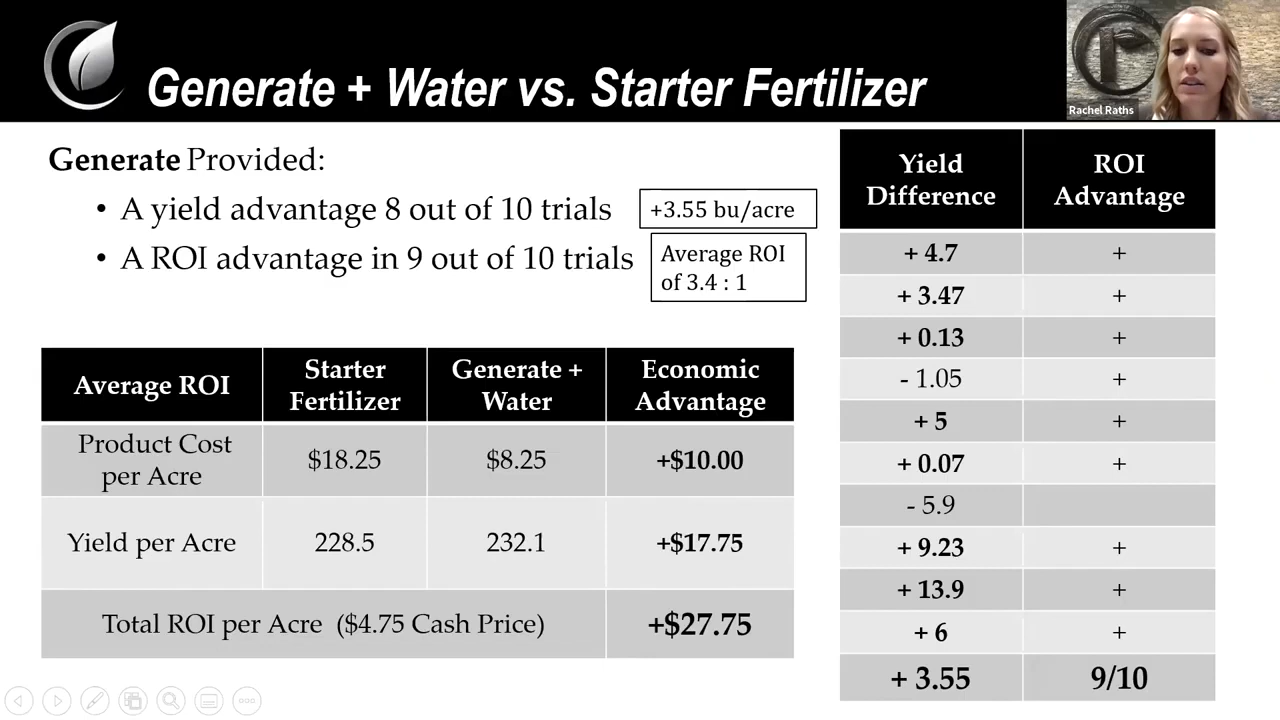 Generate + Water vs. Starter Fertilizer
Rachel Raths
Generate Provided:
• A yield advantage 8 out of 10 trials
+3.55 bu/acre
• A ROI advantage in 9 out of 10 trials
Average ROI
of 3.4 : 1
Average ROI
Starter
Fertilizer
Generate +
Water
Economic
Advantage
Product Cost
per Acre
$18.25
$8.25
+$10.00
Yield per Acre
228.5
232.1
+$17.75
Total ROI per Acre ($4.75 Cash Price)
+$27.75
Yield
Difference
ROI
Advantage
+ 4.7
+
+ 3.47
+
+ 0.13
+
- 1.05
+
+ 5
+
+ 0.07
+
- 5.9
+ 9.23
+
+ 13.9
+
+ 6
+
+ 3.55
9/10